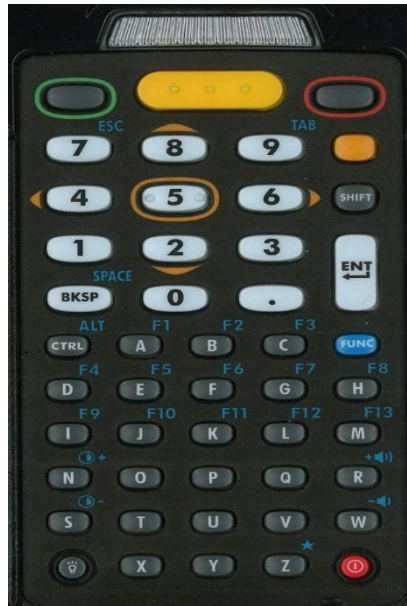 ESC TAB
7 8 9
4 5 6 SHIFT
1 2 3
ENT
SPACE
BKSP 0 .
ALT F1 F2 F3
CTRL A B C FUNC
F4 F5 F6 F7 F8
D E F G H
F9 F10 F11 F12 F13
I J K L M
+ +
N O P Q R
- -
S T U V W
X Y Z